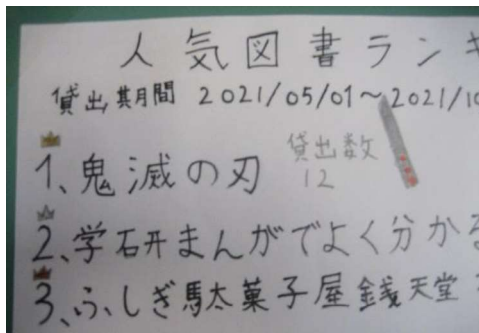 人気図書ランキ
貸出期間 2021/05/01～2021/10
1、鬼滅の刃
貸出数
12
2、学研まんがでよく分かる
3、ふしぎ駄菓子屋銭天堂